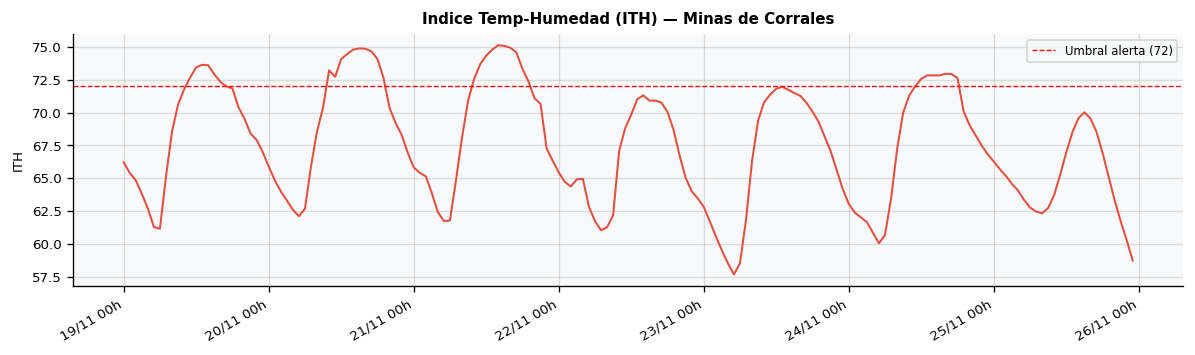 Indice Temp-Humedad (ITH) — Minas de Corrales
Umbral alerta (72)
ITH
75.0
72.5
70.0
67.5
65.0
62.5
60.0
57.5
19/11 00h
20/11 00h
21/11 00h
22/11 00h
23/11 00h
24/11 00h
25/11 00h
26/11 00h